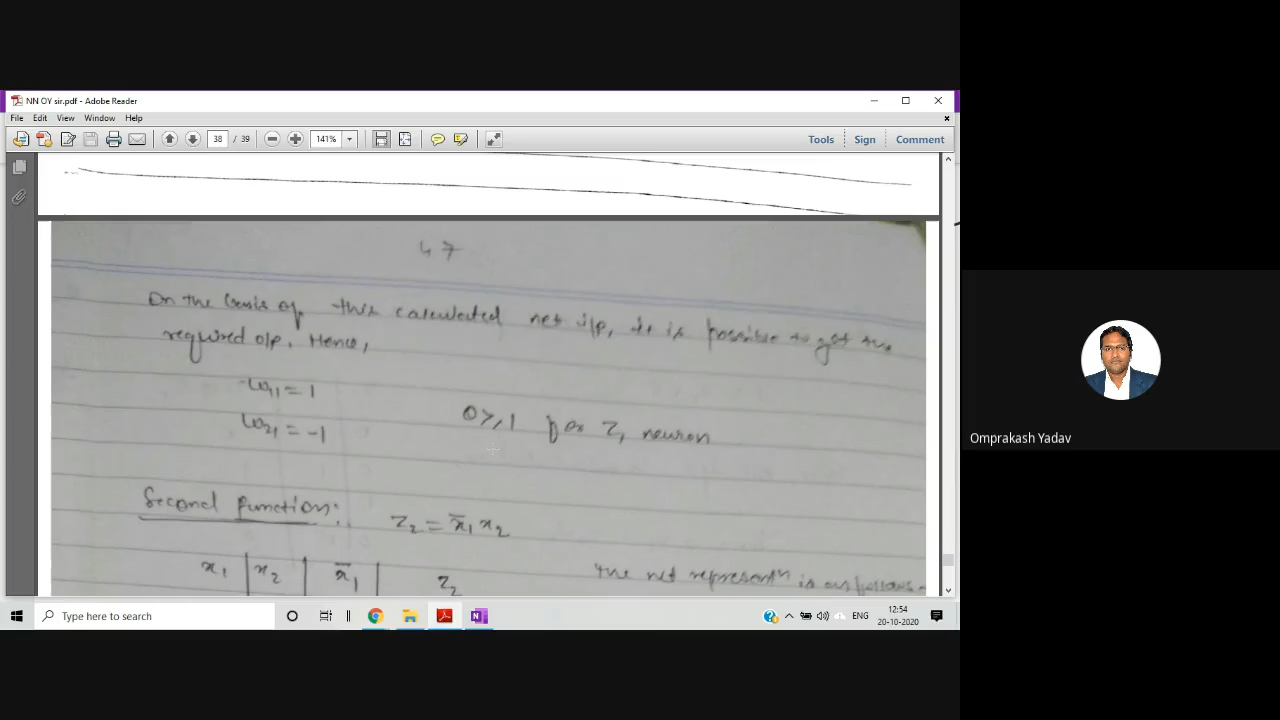 NN OY sir.pdf - Adobe Reader
File Edit View Window Help
38 / 39 141% Tools Sign Comment
47
On the basis of this calculated net i/p, it is possible to get the
required o/p. Hence,
w11 = 1
w21 = -1
θ ≥ 1 for z1 neuron
Second function:
z2 = x̄1 x2
x1 x2 x̄1 z2
The net representn is as follows -
Omprakash Yadav
Type here to search
ENG
12:54
20-10-2020